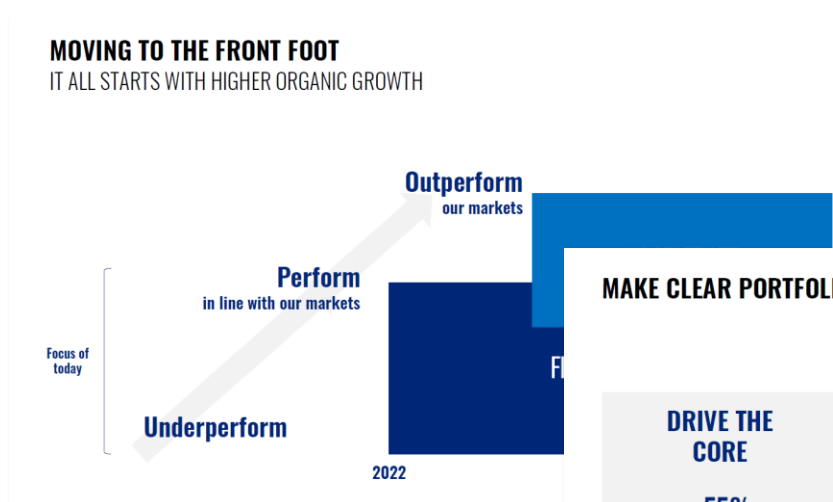 MOVING TO THE FRONT FOOT
IT ALL STARTS WITH HIGHER ORGANIC GROWTH
Outperform
our markets
Perform
in line with our markets
Focus of
today
Underperform
2022
MAKE CLEAR
DRIVE THE
CORE